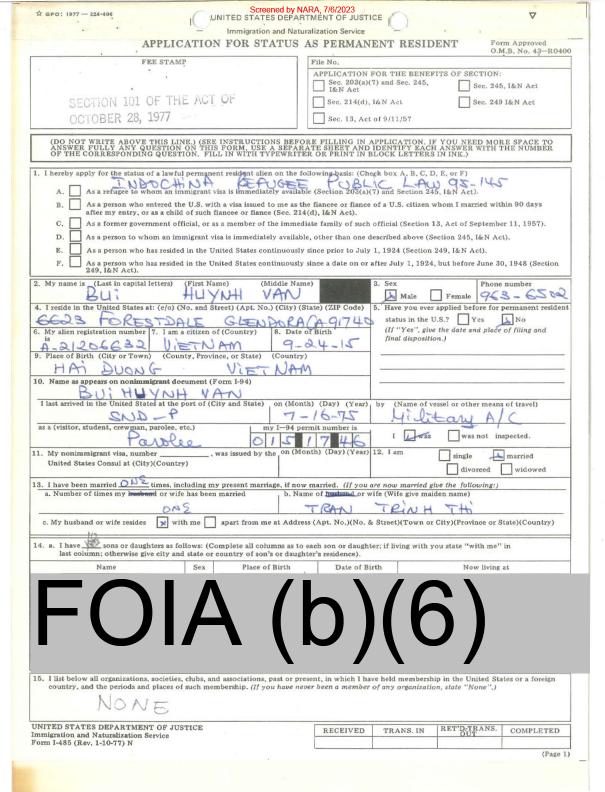 Screened by NARA, 7/6/2023
☆ GPO: 1977 — 224-406
UNITED STATES DEPARTMENT OF JUSTICE
Immigration and Naturalization Service
APPLICATION FOR STATUS AS PERMANENT RESIDENT
Form Approved
O.M.B. No. 43-R0400
FEE STAMP
SECTION 101 OF THE ACT OF
OCTOBER 28, 1977
File No.
APPLICATION FOR THE BENEFITS OF SECTION:
Sec. 203(a)(7) and Sec. 245, I&N Act
Sec. 245, I&N Act
Sec. 214(d), I&N Act
Sec. 249 I&N Act
Sec. 13, Act of 9/11/57
(DO NOT WRITE ABOVE THIS LINE.) (SEE INSTRUCTIONS BEFORE FILLING IN APPLICATION. IF YOU NEED MORE SPACE TO
ANSWER FULLY ANY QUESTION ON THIS FORM, USE A SEPARATE SHEET AND IDENTIFY EACH ANSWER WITH THE NUMBER
OF THE CORRESPONDING QUESTION. FILL IN WITH TYPEWRITER OR PRINT IN BLOCK LETTERS IN INK.)
1. I hereby apply for the status of a lawful permanent resident alien on the following basis: (Check box A, B, C, D, E, or F)
INDOCHINA REFUGEE PUBLIC LAW 95-145
A. As a refugee to whom an immigrant visa is immediately available (Section 203(a)(7) and Section 245, I&N Act).
B. As a person who entered the U.S. with a visa issued to me as the fiancee or fiance of a U.S. citizen whom I married within 90 days
after my entry, or as a child of such fiancee or fiance (Sec. 214(d), I&N Act).
C. As a former government official, or as a member of the immediate family of such official (Section 13, Act of September 11, 1957).
D. As a person to whom an immigrant visa is immediately available, other than one described above (Section 245, I&N Act).
E. As a person who has resided in the United States continuously since prior to July 1, 1924 (Section 249, I&N Act).
F. As a person who has resided in the United States continuously since a date on or after July 1, 1924, but before June 30, 1948 (Section
249, I&N Act).
2. My name is (Last in capital letters) (First Name) (Middle Name)
BUI HUYNH VAN
3. Sex
Male Female
Phone number
963-6502
4. I reside in the United States at: (c/o) (No. and Street) (Apt. No.) (City) (State) (ZIP Code)
6623 FORESTDALE GLENDORA CA 91740
5. Have you ever applied for permanent resident
status in the U.S.? Yes No
(If "Yes", give the date and place of filing and
final disposition.)
6. My alien registration number is
A-21206632
7. I am a citizen of (Country)
VIETNAM
8. Date of Birth
9-24-15
9. Place of Birth (City or Town) (County, Province, or State) (Country)
HAI DUONG VIETNAM
10. Name as appears on nonimmigrant document (Form I-94)
BUI HUYNH VAN
I last arrived in the United States at the port of (City and State)
SND-P
on (Month) (Day) (Year)
7-16-75
by (Name of vessel or other means of travel)
Military A/C
as a (visitor, student, crewman, parolee, etc.)
Parolee
my I-94 permit number is
015 1746
I was was not inspected.
11. My nonimmigrant visa, number , was issued by the
United States Consul at (City)(Country)
on (Month) (Day) (Year)
12. I am
single married
divorced widowed
13. I have been married ONE times, including my present marriage, if now married. (If you are now married give the following:)
a. Number of times my husband or wife has been married
ONE
b. Name of husband or wife (Wife give maiden name)
TRAN TRINH THI
c. My husband or wife resides with me apart from me at Address (Apt. No.)(No. & Street)(Town or City)(Province or State)(Country)
14. a. I have sons or daughters as follows: (Complete all columns as to each son or daughter; if living with you state "with me" in
last column; otherwise give city and state or country of son's or daughter's residence).
Name Sex Place of Birth Date of Birth Now living at
FOIA (b)(6)
15. I list below all organizations, societies, clubs, and associations, past or present, in which I have held membership in the United States or a foreign
country, and the periods and places of such membership. (If you have never been a member of any organization, state "None".)
NONE
UNITED STATES DEPARTMENT OF JUSTICE
Immigration and Naturalization Service
Form I-485 (Rev. 1-10-77) N
RECEIVED TRANS. IN RET'D-TRANS. OUT COMPLETED
(Page 1)